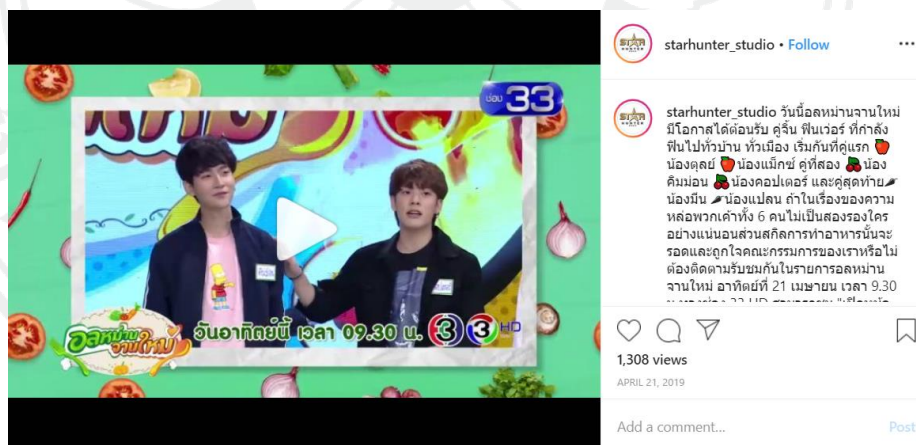 ช่อง 33
อลหม่าน
จานใหม่
วันอาทิตย์นี้ เวลา 09.30 น.
3 3 HD
STAR
HUNTER
starhunter_studio • Follow
starhunter_studio วันนี้อลหม่านจานใหม่
มีโอกาสได้ต้อนรับ คู่จิ้น ฟินเว่อร์ ที่กำลัง
ฟินไปทั่วบ้าน ทั่วเมือง เริ่มกันที่คู่แรก
น้องตุลย์ น้องแม็กซ์ คู่ที่สอง น้อง
คิมม่อน น้องคอปเตอร์ และคู่สุดท้าย
น้องมีน น้องแปลน ถ้าในเรื่องของความ
หล่อพวกเค้าทั้ง 6 คนไม่เป็นสองรองใคร
อย่างแน่นอนส่วนสกิลการทำอาหารนั้นจะ
รอดและถูกใจคณะกรรมการของเราหรือไม่
ต้องติดตามรับชมกันในรายการอลหม่าน
จานใหม่ อาทิตย์ที่ 21 เมษายน เวลา 9.30
1,308 views
APRIL 21, 2019
Add a comment...
Post